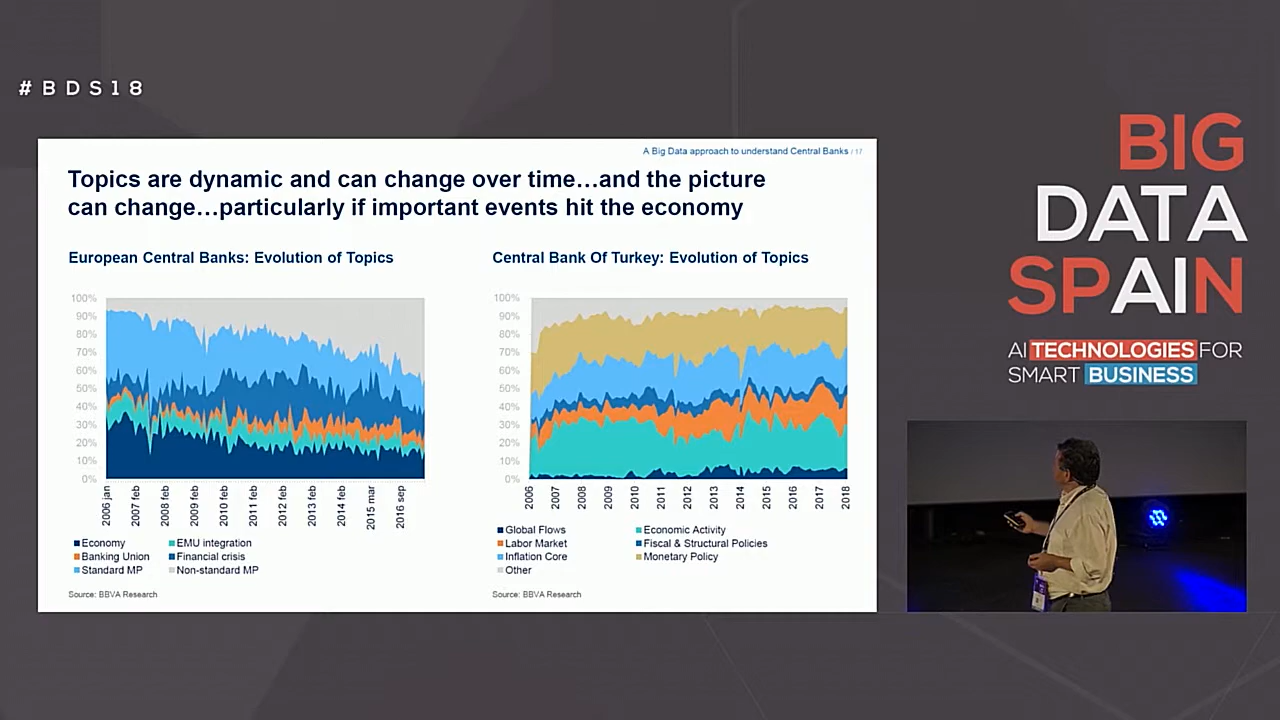 #BDS18
A Big Data approach to understand Central Banks / 17
Topics are dynamic and can change over time…and the picture
can change…particularly if important events hit the economy
European Central Banks: Evolution of Topics
100%
90%
80%
70%
60%
50%
40%
30%
20%
10%
0%
2006 jan
2007 feb
2008 feb
2009 feb
2010 feb
2011 feb
2012 feb
2013 feb
2014 feb
2015 mar
2016 sep
Economy
EMU integration
Banking Union
Financial crisis
Standard MP
Non-standard MP
Source: BBVA Research
Central Bank Of Turkey: Evolution of Topics
100%
90%
80%
70%
60%
50%
40%
30%
20%
10%
0%
2006
2007
2008
2009
2010
2011
2012
2013
2014
2015
2016
2017
2018
Global Flows
Economic Activity
Labor Market
Fiscal & Structural Policies
Inflation Core
Monetary Policy
Other
Source: BBVA Research
BIG
DATA
SPAIN
AI TECHNOLOGIES FOR
SMART BUSINESS